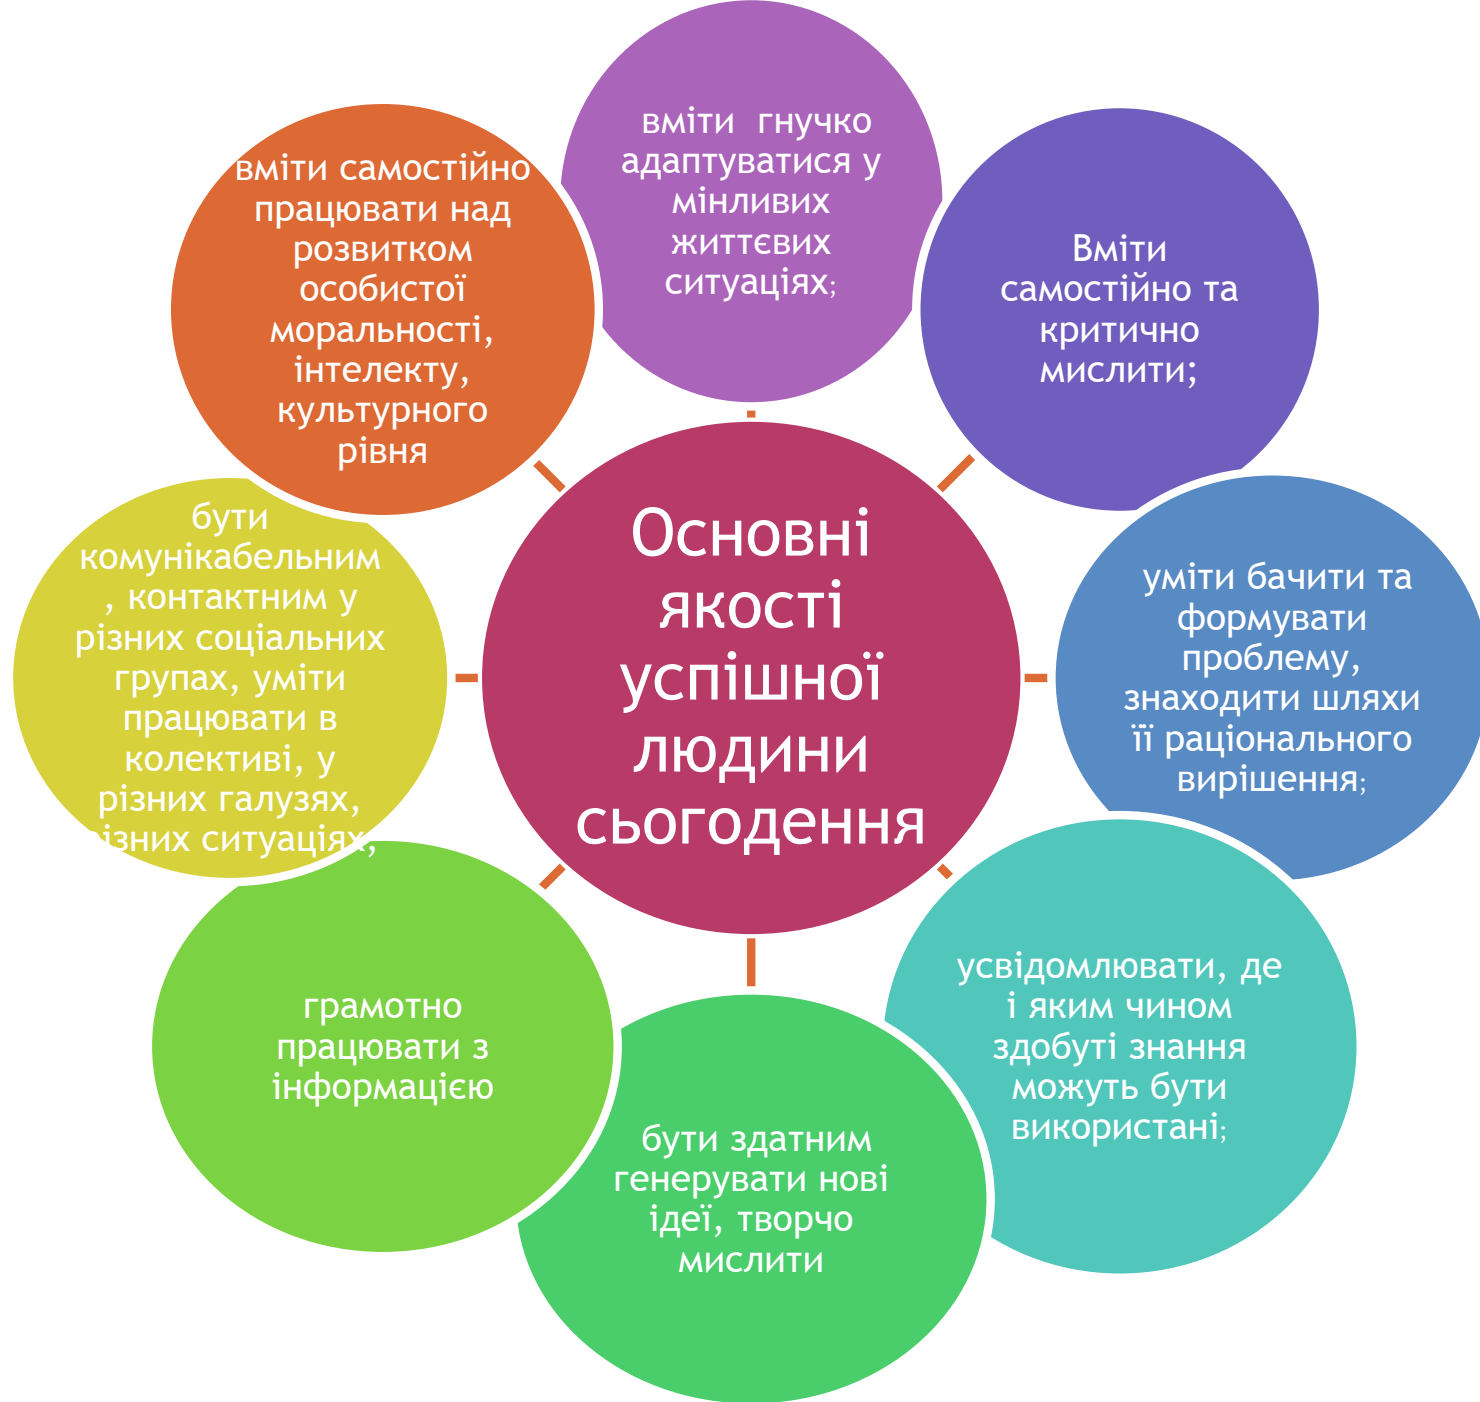 вміти гнучко
адаптуватися у
мінливих
життєвих
ситуаціях;
Вміти
самостійно та
критично
мислити;
уміти бачити та
формувати
проблему,
знаходити шляхи
її раціонального
вирішення;
усвідомлювати, де
і яким чином
здобуті знання
можуть бути
використані;
бути здатним
генерувати нові
ідеї, творчо
мислити
грамотно
працювати з
інформацією
бути
комунікабельним
, контактним у
різних соціальних
групах, уміти
працювати в
колективі, у
різних галузях,
різних ситуаціях;
вміти самостійно
працювати над
розвитком
особистої
моральності,
інтелекту,
культурного
рівня
Основні
якості
успішної
людини
сьогодення